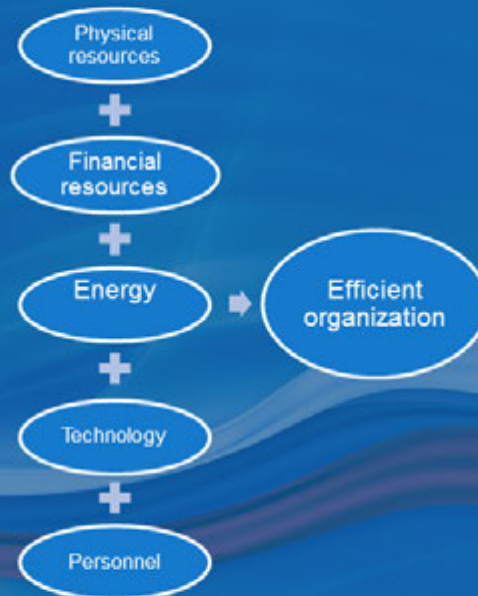 Physical
resources
Financial
resources
Energy
Efficient
organization
Technology
Personnel